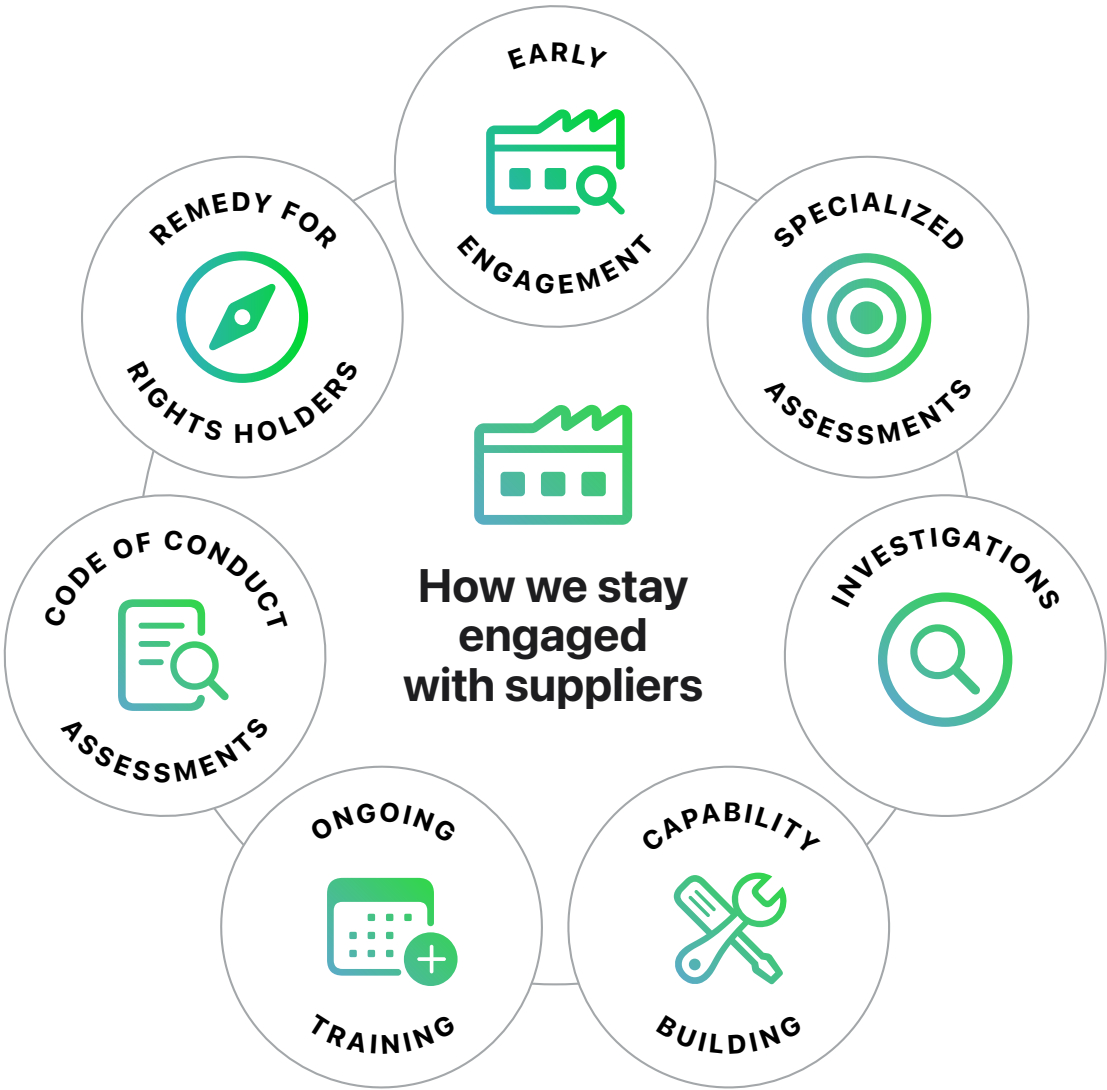 EARLY
ENGAGEMENT
SPECIALIZED
ASSESSMENTS
INVESTIGATIONS
CAPABILITY
BUILDING
ONGOING
TRAINING
CODE OF CONDUCT
ASSESSMENTS
REMEDY FOR
RIGHTS HOLDERS
How we stay
engaged
with suppliers